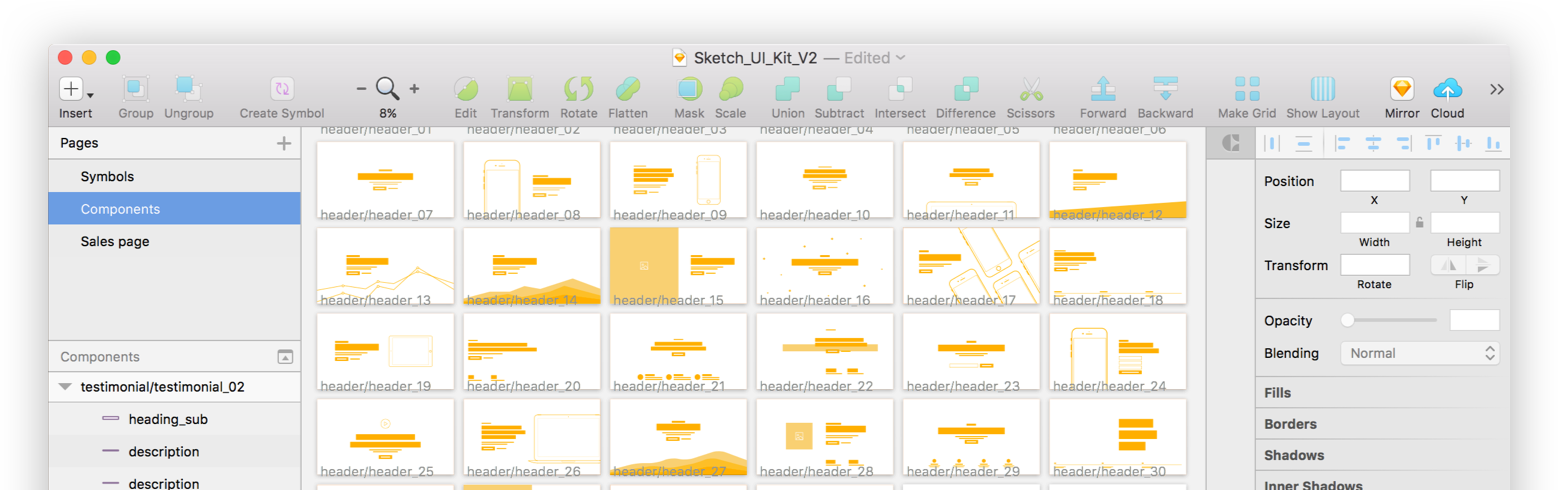 Sketch_UI_Kit_V2 — Edited
Insert Group Ungroup Create Symbol 8% Edit Transform Rotate Flatten Mask Scale Union Subtract Intersect Difference Scissors Forward Backward Make Grid Show Layout Mirror Cloud
Pages
Symbols
Components
Sales page
Components
testimonial/testimonial_02
heading_sub
description
description
header/header_01 header/header_02 header/header_03 header/header_04 header/header_05 header/header_06
header/header_07 header/header_08 header/header_09 header/header_10 header/header_11 header/header_12
header/header_13 header/header_14 header/header_15 header/header_16 header/header_17 header/header_18
header/header_19 header/header_20 header/header_21 header/header_22 header/header_23 header/header_24
header/header_25 header/header_26 header/header_27 header/header_28 header/header_29 header/header_30
Position
X Y
Size
Width Height
Transform
Rotate Flip
Opacity
Blending Normal
Fills
Borders
Shadows
Inner Shadows